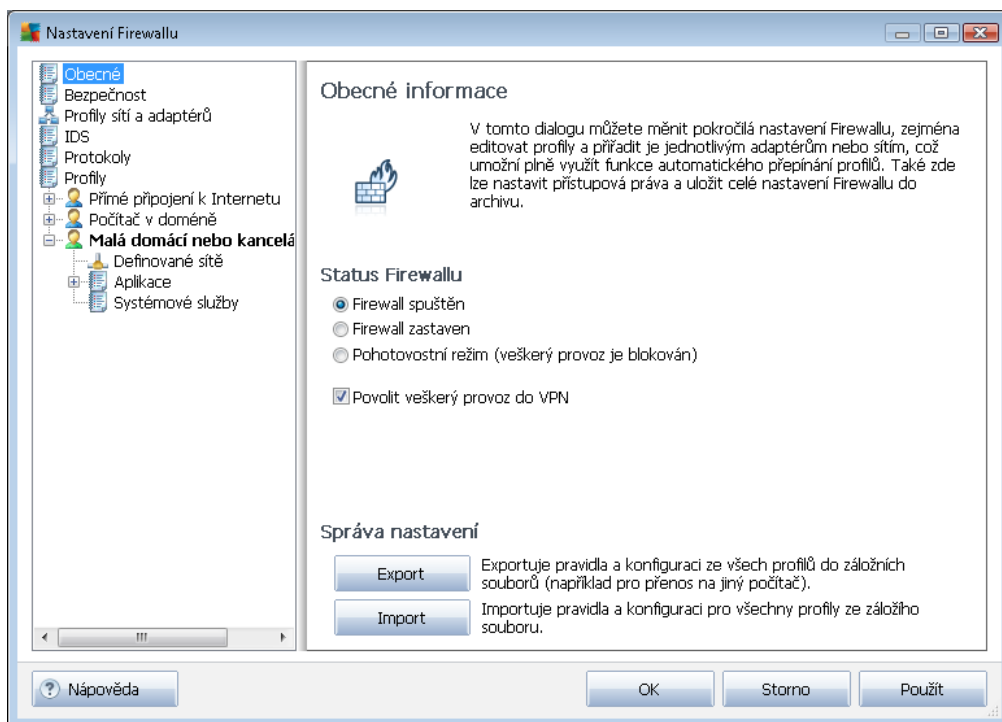 Nastavení Firewallu
Obecné
Bezpečnost
Profily sítí a adaptérů
IDS
Protokoly
Profily
Přímé připojení k Internetu
Počítač v doméně
Malá domácí nebo kancelá
Definované sítě
Aplikace
Systémové služby
Obecné informace
V tomto dialogu můžete měnit pokročilá nastavení Firewallu, zejména
editovat profily a přiřadit je jednotlivým adaptérům nebo sítím, což
umožní plně využít funkce automatického přepínání profilů. Také zde
lze nastavit přístupová práva a uložit celé nastavení Firewallu do
archivu.
Status Firewallu
Firewall spuštěn
Firewall zastaven
Pohotovostní režim (veškerý provoz je blokován)
Povolit veškerý provoz do VPN
Správa nastavení
Export
Exportuje pravidla a konfiguraci ze všech profilů do záložních
souborů (například pro přenos na jiný počítač).
Import
Importuje pravidla a konfiguraci pro všechny profily ze záložího
souboru.
Nápověda
OK
Storno
Použít